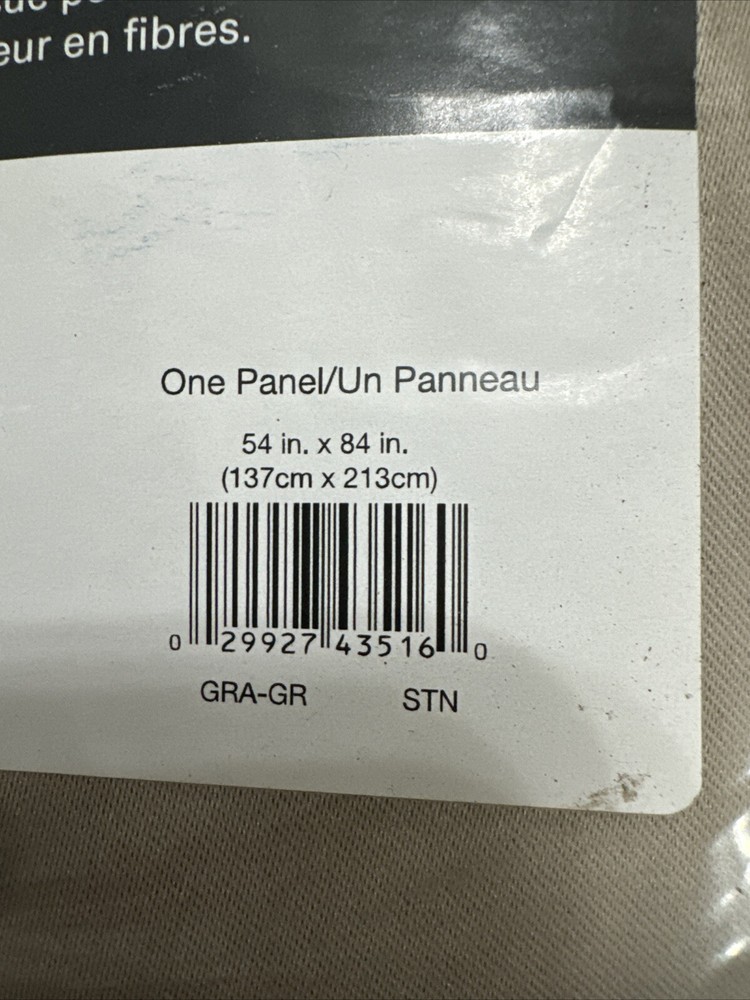 eur en fibres.
One Panel/Un Panneau
54 in. x 84 in.
(137cm x 213cm)
0 29927 43516 0
GRA-GR STN